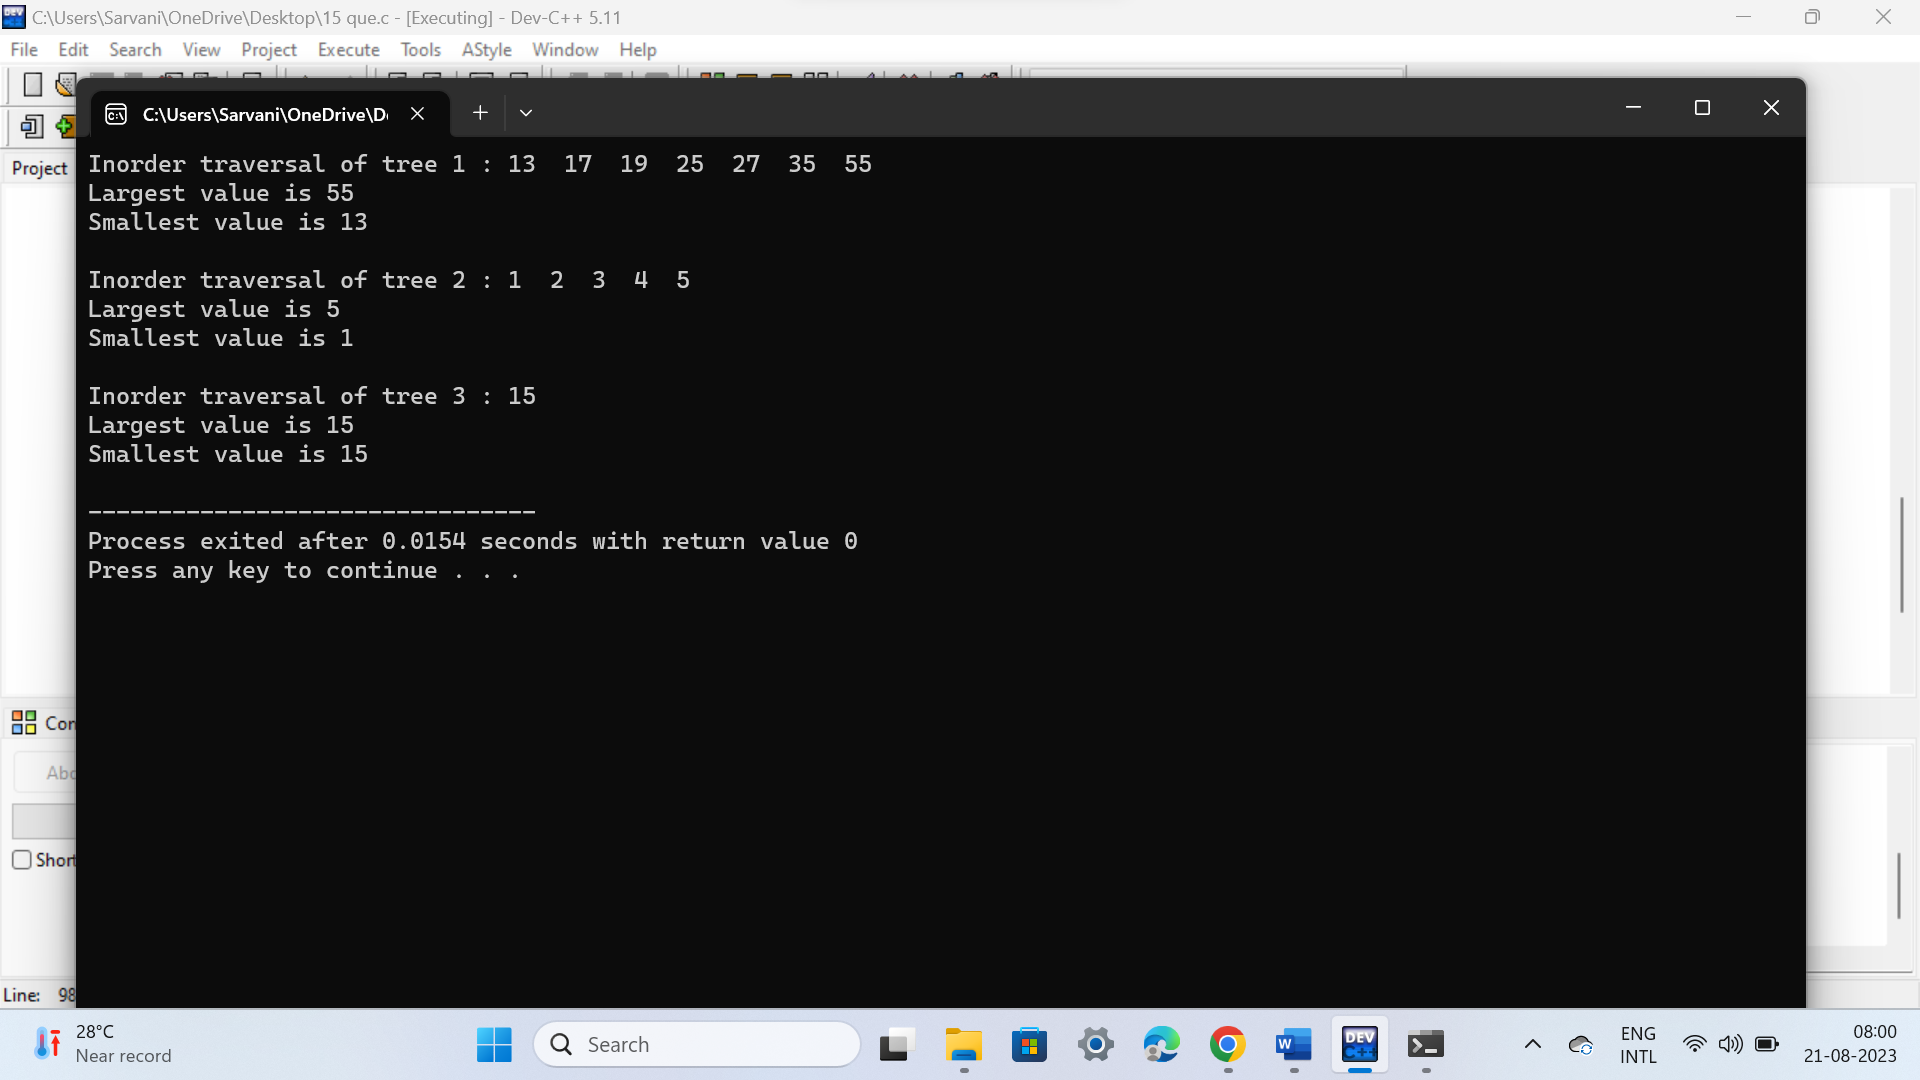 C:\Users\Sarvani\OneDrive\Desktop\15 que.c - [Executing] - Dev-C++ 5.11
File Edit Search View Project Execute Tools AStyle Window Help
C:\Users\Sarvani\OneDrive\D
Project
Inorder traversal of tree 1 : 13  17  19  25  27  35  55
Largest value is 55
Smallest value is 13
Inorder traversal of tree 2 : 1  2  3  4  5
Largest value is 5
Smallest value is 1
Inorder traversal of tree 3 : 15
Largest value is 15
Smallest value is 15
--------------------------------
Process exited after 0.0154 seconds with return value 0
Press any key to continue . . .
Line: 98
28°C
Near record
Search
DEV C++
ENG
INTL
08:00
21-08-2023